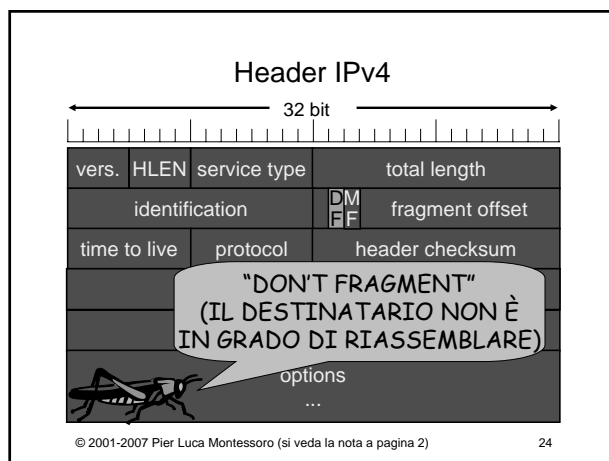 Header IPv4
32 bit
vers. HLEN service type total length
identification DF MF fragment offset
time to live protocol header checksum
“DON’T FRAGMENT”
(IL DESTINATARIO NON È
IN GRADO DI RIASSEMBLARE)
options
...
© 2001-2007 Pier Luca Montessoro (si veda la nota a pagina 2) 24